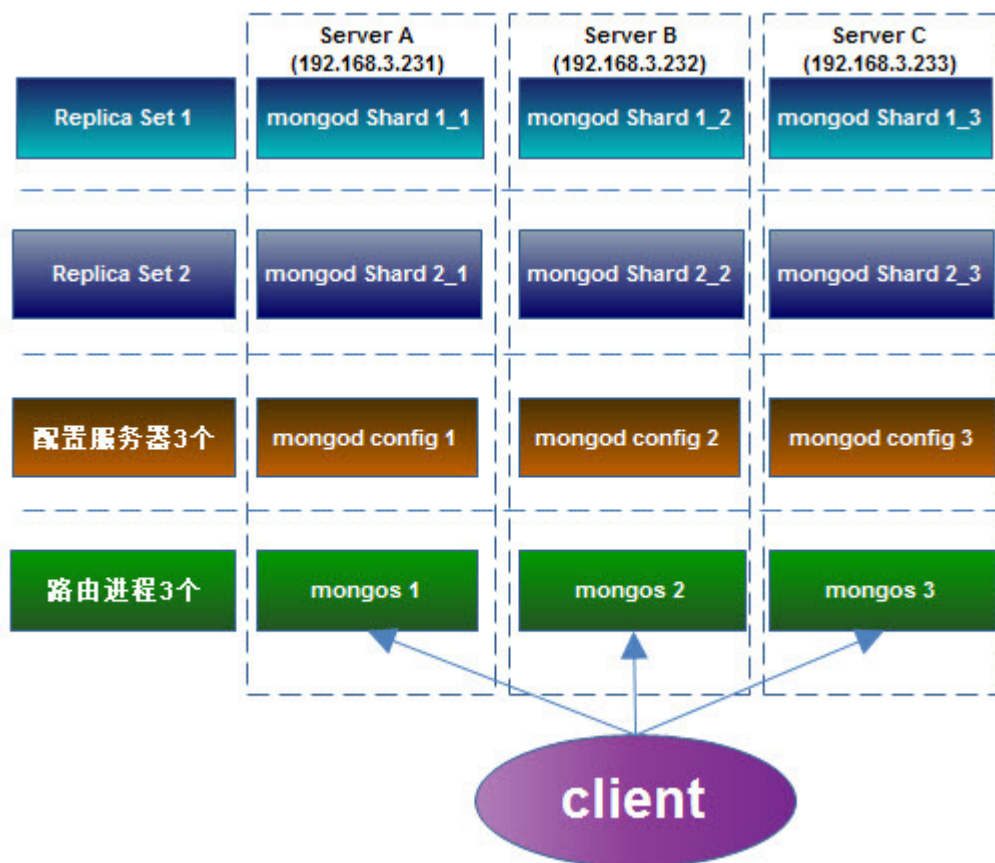 Server A
(192.168.3.231)
Server B
(192.168.3.232)
Server C
(192.168.3.233)
Replica Set 1
mongod Shard 1_1
mongod Shard 1_2
mongod Shard 1_3
Replica Set 2
mongod Shard 2_1
mongod Shard 2_2
mongod Shard 2_3
配置服务器3个
mongod config 1
mongod config 2
mongod config 3
路由进程3个
mongos 1
mongos 2
mongos 3
client